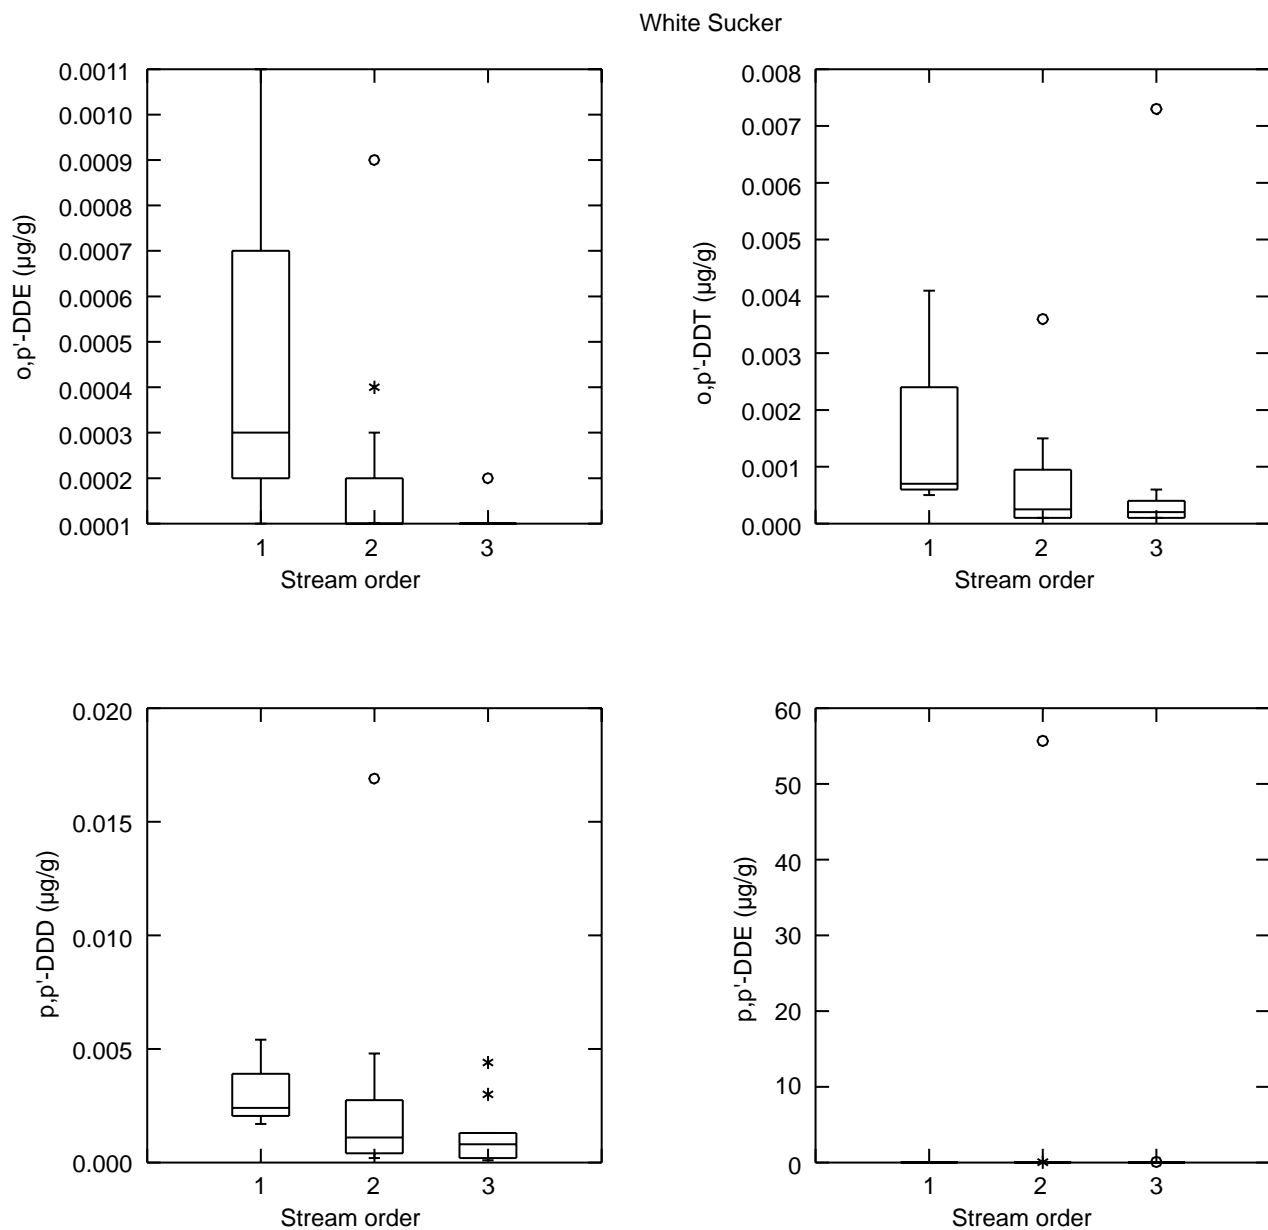 White Sucker
o,p'-DDE (µg/g)
0.0011
0.0010
0.0009
0.0008
0.0007
0.0006
0.0005
0.0004
0.0003
0.0002
0.0001
1 2 3
Stream order
o,p'-DDT (µg/g)
0.008
0.007
0.006
0.005
0.004
0.003
0.002
0.001
0.000
1 2 3
Stream order
p,p'-DDD (µg/g)
0.020
0.015
0.010
0.005
0.000
1 2 3
Stream order
p,p'-DDE (µg/g)
60
50
40
30
20
10
0
1 2 3
Stream order